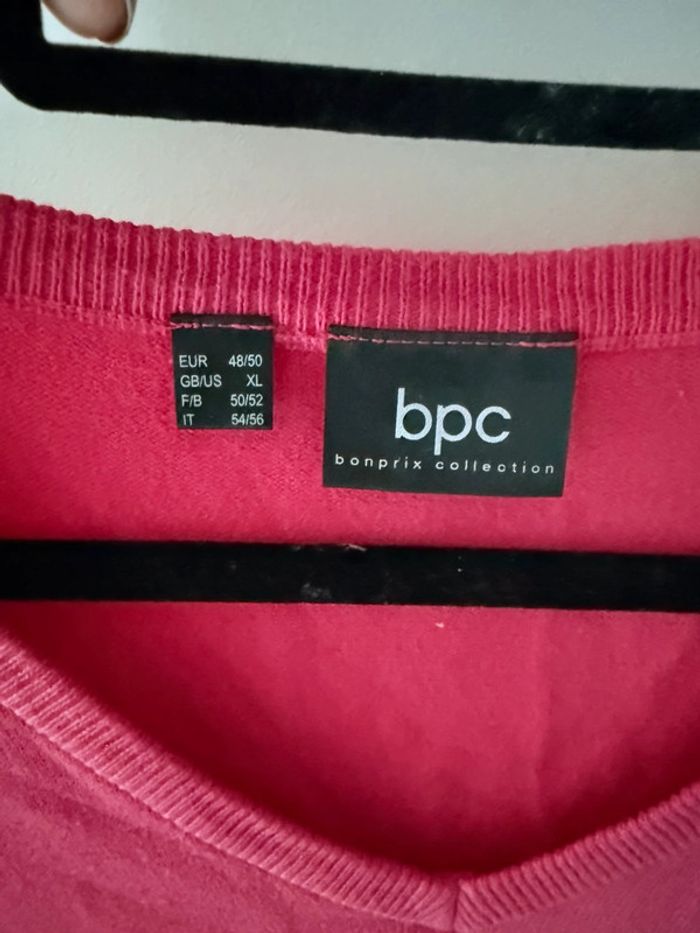 EUR 48/50
GB/US XL
F/B 50/52
IT 54/56
bpc
bonprix collection